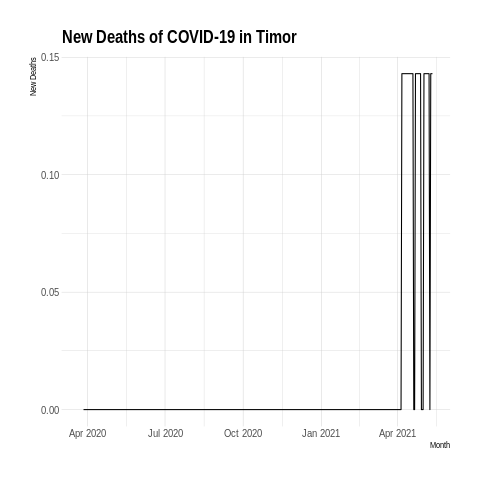 New Deaths of COVID-19 in Timor
New Deaths
0.15
0.10
0.05
0.00
Apr 2020 Jul 2020 Oct 2020 Jan 2021 Apr 2021
Month